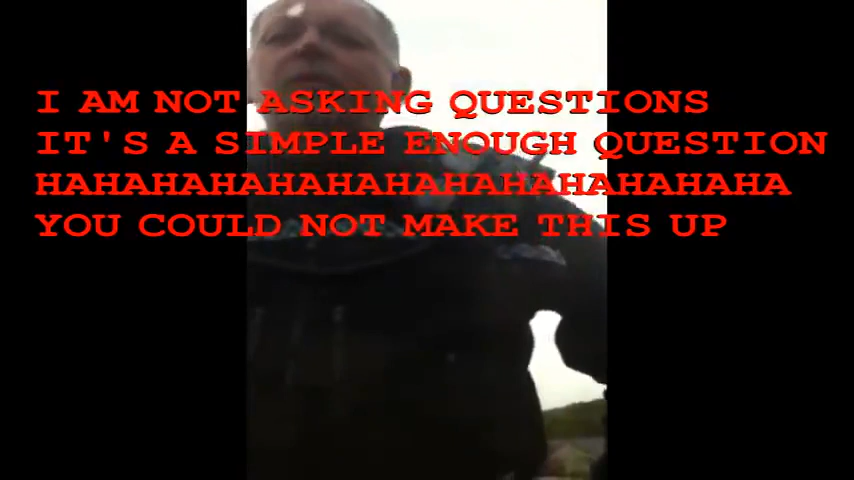 I AM NOT ASKING QUESTIONS
IT'S A SIMPLE ENOUGH QUESTION
HAHAHAHAHAHAHAHAHAHAHAHAHA
YOU COULD NOT MAKE THIS UP